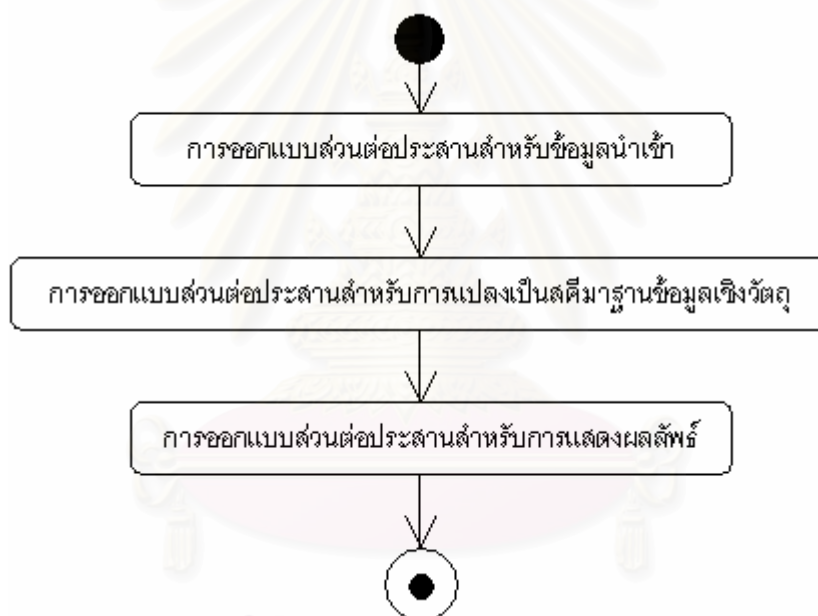 การออกแบบส่วนต่อประสานสำหรับข้อมูลนำเข้า
การออกแบบส่วนต่อประสานสำหรับการแปลงเป็นสคีมาฐานข้อมูลเชิงวัตถุ
การออกแบบส่วนต่อประสานสำหรับการแสดงผลลัพธ์